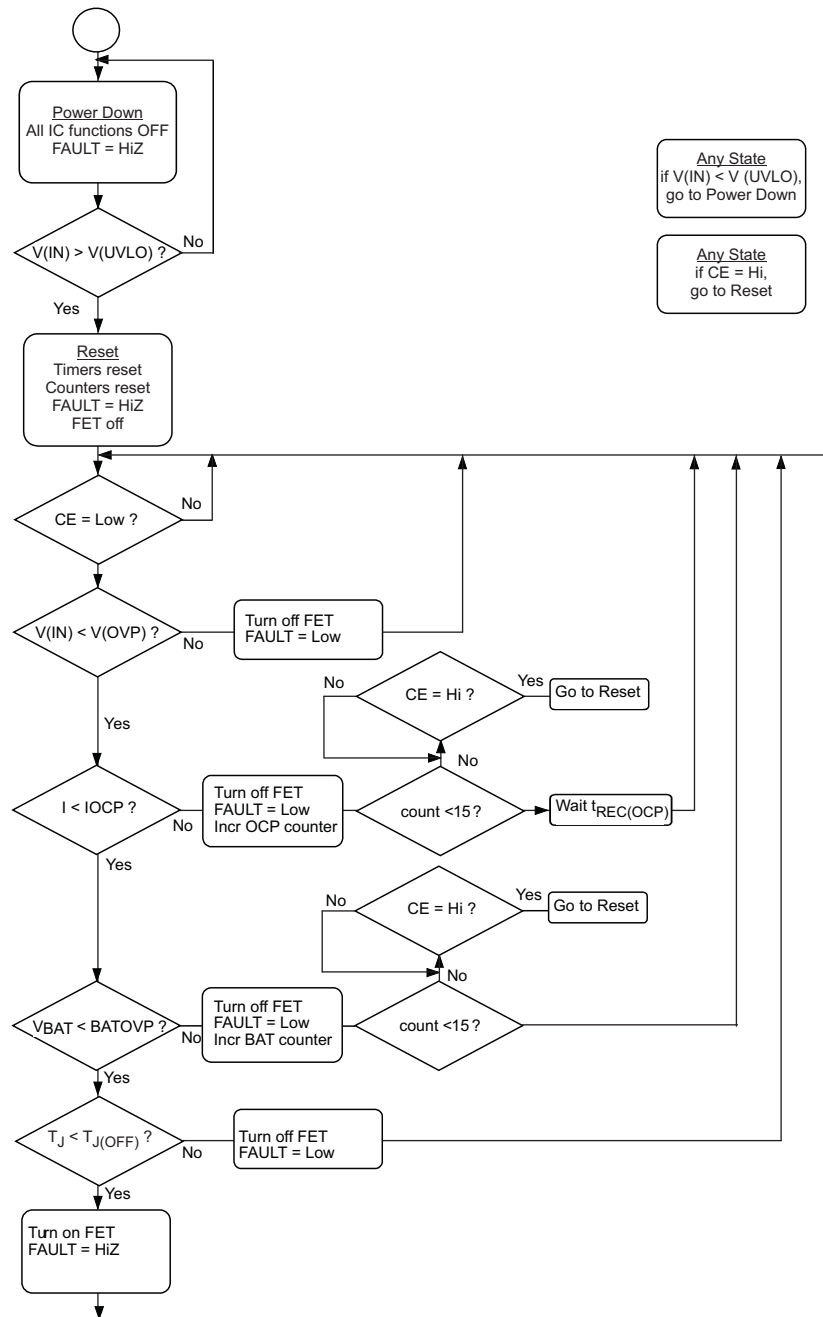 Power Down
All IC functions OFF
FAULT = HiZ
Any State
if V(IN) < V (UVLO),
go to Power Down
V(IN) > V(UVLO) ?
No
Any State
if CE = Hi,
go to Reset
Yes
Reset
Timers reset
Counters reset
FAULT = HiZ
FET off
CE = Low ?
No
V(IN) < V(OVP) ?
No
Turn off FET
FAULT = Low
Yes
No
CE = Hi ?
Yes
Go to Reset
No
I < IOCP ?
No
Turn off FET
FAULT = Low
Incr OCP counter
count <15?
Wait tREC(OCP)
Yes
No
CE = Hi ?
Yes
Go to Reset
No
VBAT < BATOVP ?
No
Turn off FET
FAULT = Low
Incr BAT counter
count <15?
Yes
TJ < TJ(OFF) ?
No
Turn off FET
FAULT = Low
Yes
Turn on FET
FAULT = HiZ